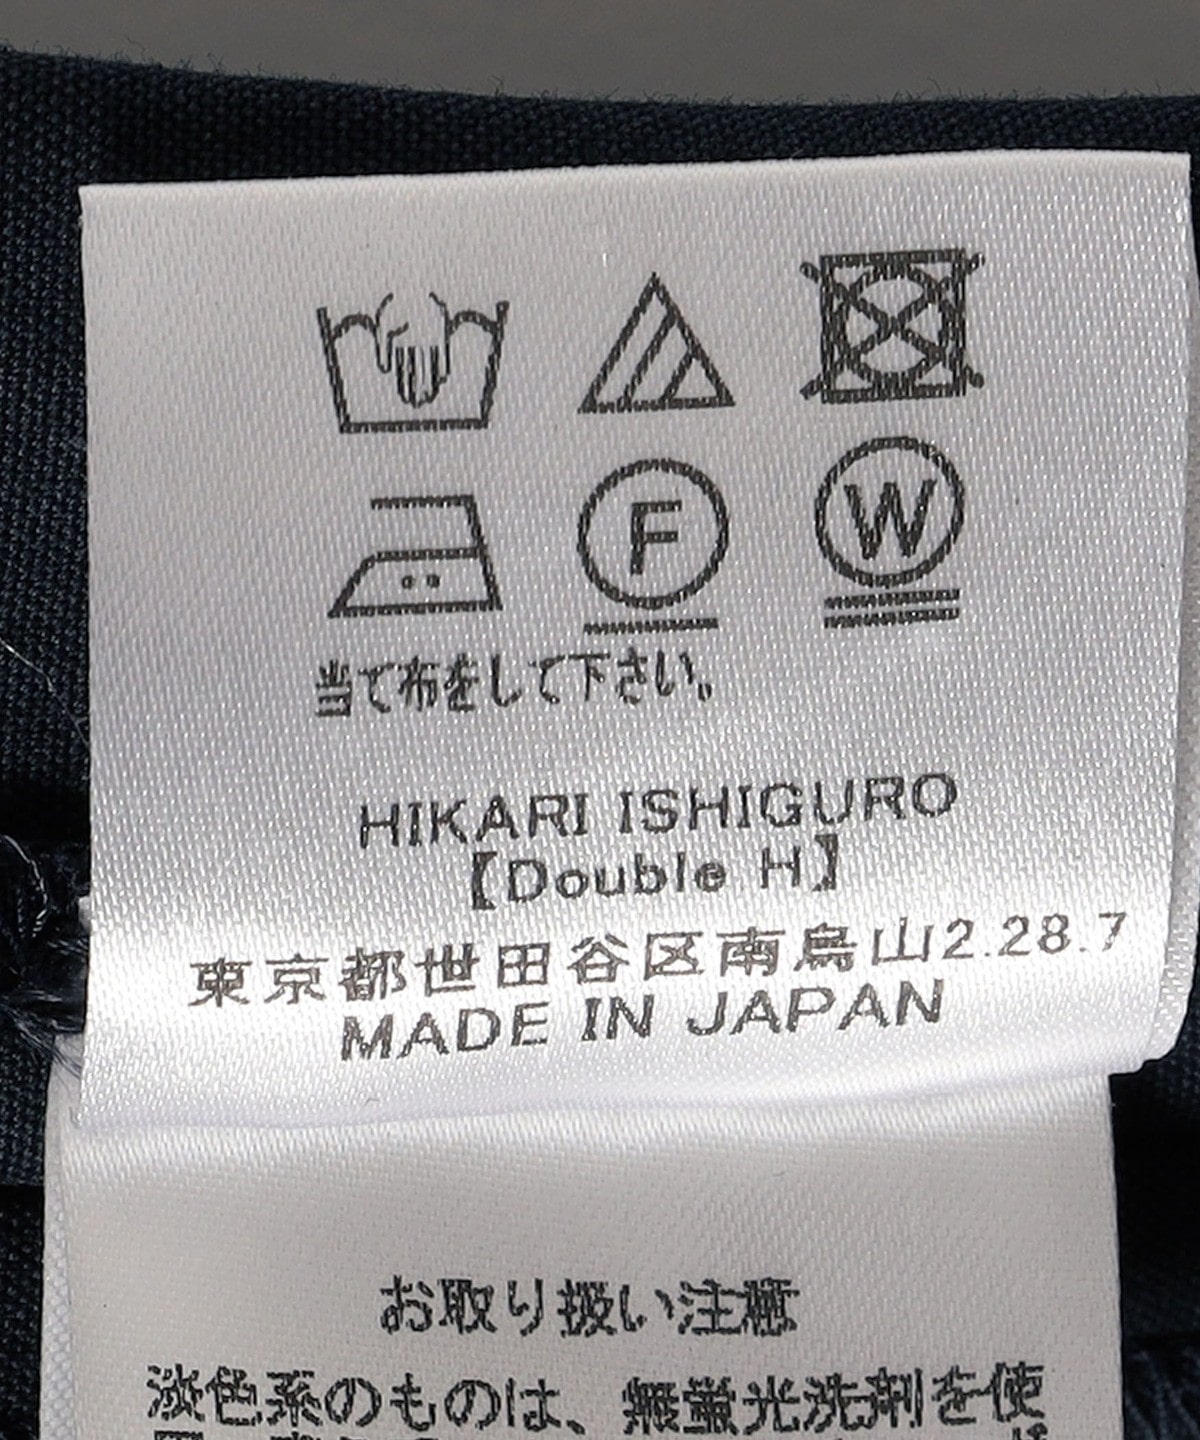 F W
当て布をして下さい。
HIKARI ISHIGURO
【Double H】
東京都世田谷区南烏山2.28.7
MADE IN JAPAN
お取り扱い注意
淡色系のものは、無蛍光洗剤を使